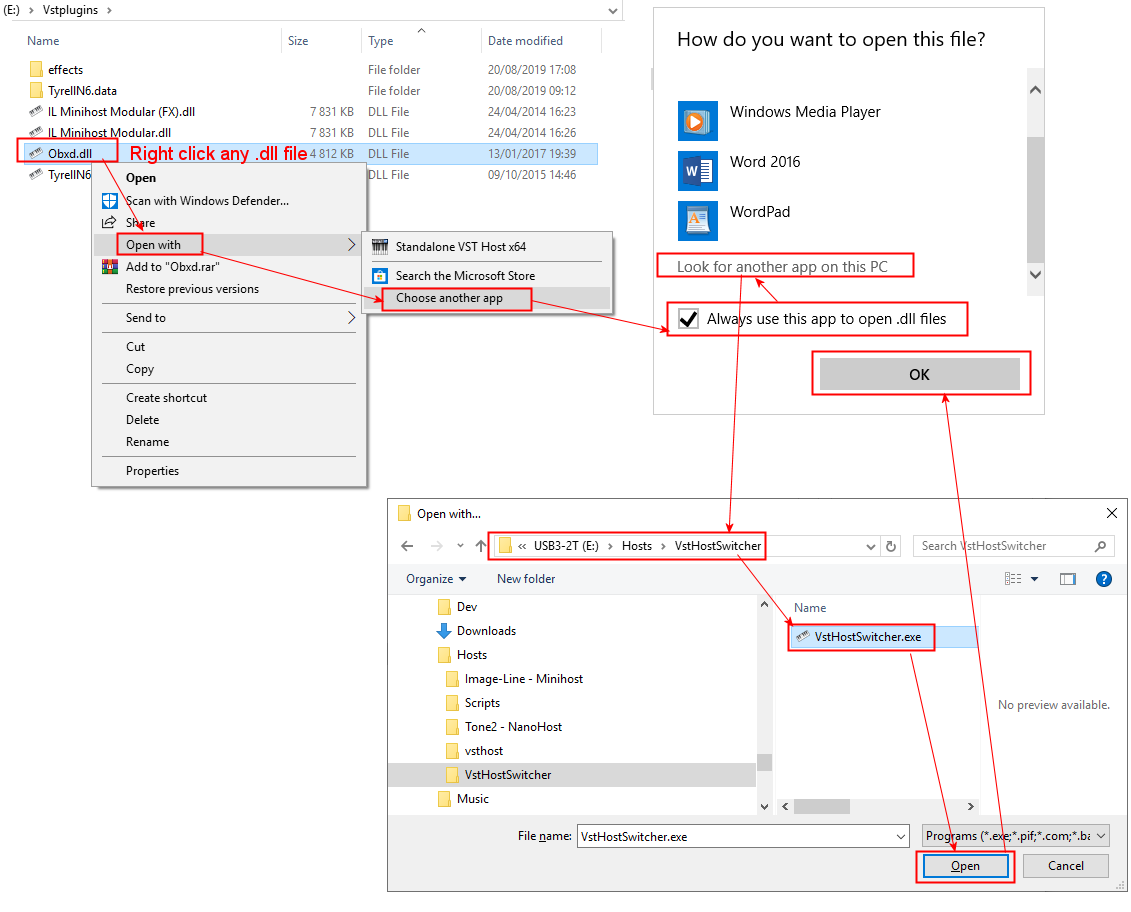 (E:) > Vstplugins >
Name Size Type Date modified
effects File folder 20/08/2019 17:08
TyrellN6.data File folder 20/08/2019 09:12
IL Minihost Modular (FX).dll 7 831 KB DLL File 24/04/2014 16:23
IL Minihost Modular.dll 7 831 KB DLL File 24/04/2014 16:26
Obxd.dll Right click any .dll file 4 812 KB DLL File 13/01/2017 19:39
TyrellN6 DLL File 09/10/2015 14:46
Open
Scan with Windows Defender...
Share
Open with
Add to "Obxd.rar"
Restore previous versions
Send to
Cut
Copy
Create shortcut
Delete
Rename
Properties
Standalone VST Host x64
Search the Microsoft Store
Choose another app
How do you want to open this file?
Windows Media Player
Word 2016
WordPad
Look for another app on this PC
Always use this app to open .dll files
OK
Open with...
« USB3-2T (E:) > Hosts > VstHostSwitcher
Search VstHostSwitcher
Organize New folder
Dev
Downloads
Hosts
Image-Line - Minihost
Scripts
Tone2 - NanoHost
vsthost
VstHostSwitcher
Music
Name
VstHostSwitcher.exe
No preview available.
File name: VstHostSwitcher.exe
Programs (*.exe;*.pif;*.com;*.ba
Open Cancel